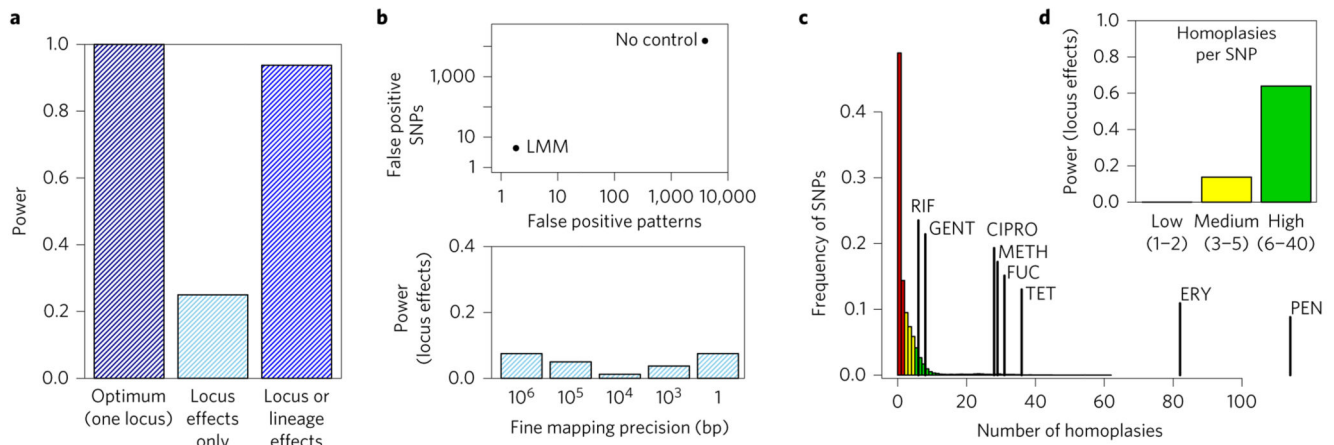 a
1.0
0.8
0.6
0.4
0.2
0.0
Power
Optimum
(one locus)
Locus
effects
only
Locus or
lineage
effects
b
No control
1,000
10
1
LMM
False positive
SNPs
1
10
100
1,000
10,000
False positive patterns
0.4
0.2
0.0
Power
(locus effects)
10⁶
10⁵
10⁴
10³
1
Fine mapping precision (bp)
c
0.4
0.3
0.2
0.1
0.0
Frequency of SNPs
RIF
GENT
CIPRO
METH
FUC
TET
ERY
PEN
0
20
40
60
80
100
Number of homoplasies
d
1.0
0.8
0.6
0.4
0.2
0.0
Power (locus effects)
Homoplasies
per SNP
Low
(1–2)
Medium
(3–5)
High
(6–40)